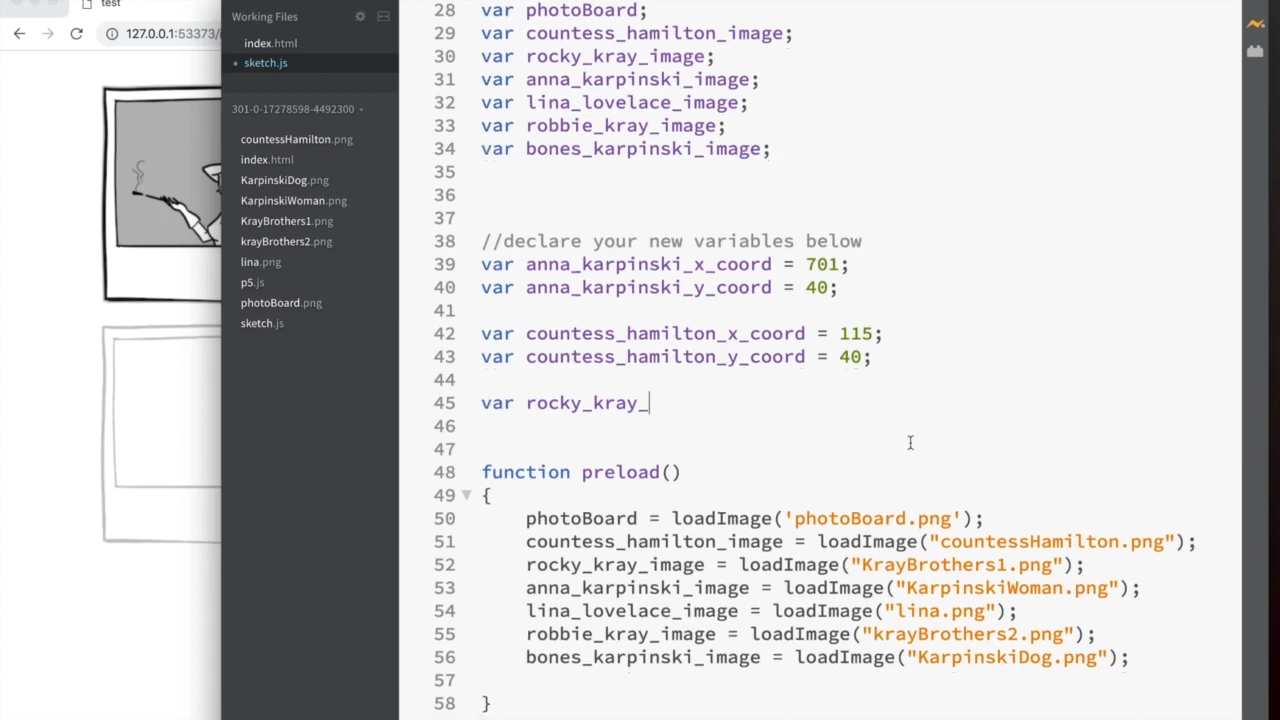 test
127.0.0.1:53373/
Working Files
index.html
sketch.js
301-0-17278598-4492300
countessHamilton.png
index.html
KarpinskiDog.png
KarpinskiWoman.png
KrayBrothers1.png
krayBrothers2.png
lina.png
p5.js
photoBoard.png
sketch.js
28 var photoBoard;
29 var countess_hamilton_image;
30 var rocky_kray_image;
31 var anna_karpinski_image;
32 var lina_lovelace_image;
33 var robbie_kray_image;
34 var bones_karpinski_image;
35
36
37
38 //declare your new variables below
39 var anna_karpinski_x_coord = 701;
40 var anna_karpinski_y_coord = 40;
41
42 var countess_hamilton_x_coord = 115;
43 var countess_hamilton_y_coord = 40;
44
45 var rocky_kray_
46
47
48 function preload()
49 {
50 photoBoard = loadImage('photoBoard.png');
51 countess_hamilton_image = loadImage("countessHamilton.png");
52 rocky_kray_image = loadImage("KrayBrothers1.png");
53 anna_karpinski_image = loadImage("KarpinskiWoman.png");
54 lina_lovelace_image = loadImage("lina.png");
55 robbie_kray_image = loadImage("krayBrothers2.png");
56 bones_karpinski_image = loadImage("KarpinskiDog.png");
57
58 }